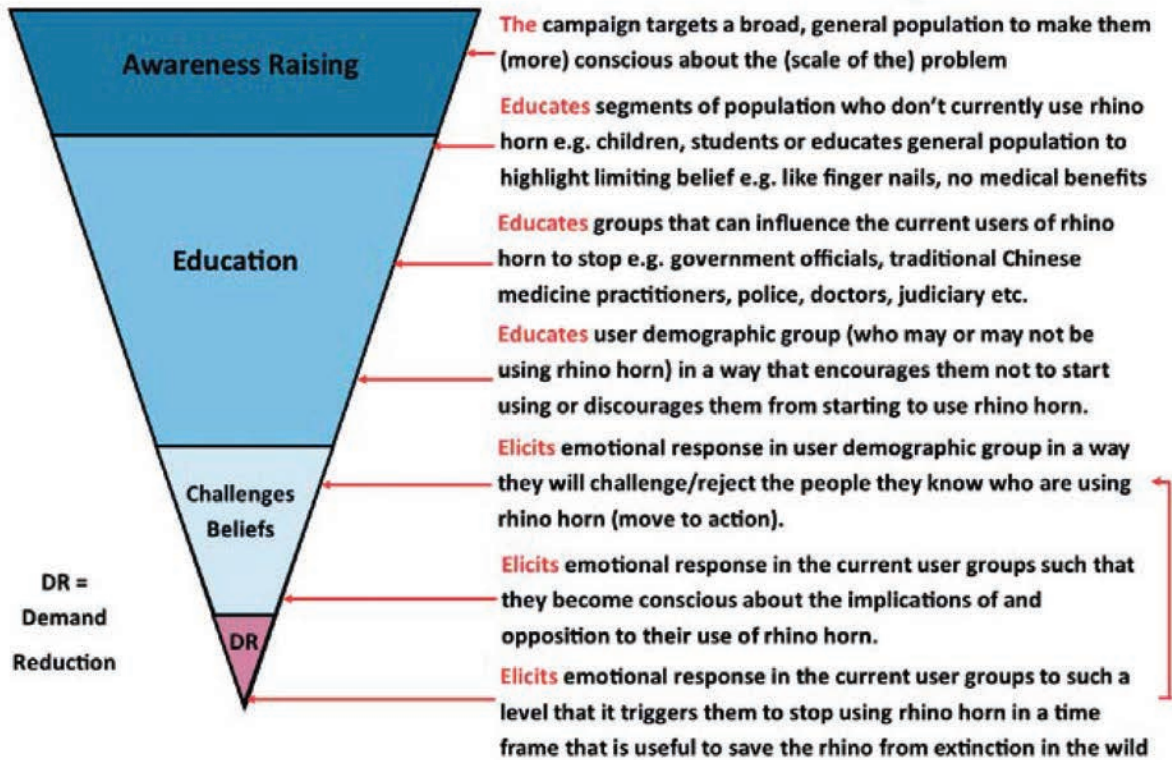 Awareness Raising
The campaign targets a broad, general population to make them
(more) conscious about the (scale of the) problem
Educates segments of population who don't currently use rhino
horn e.g. children, students or educates general population to
highlight limiting belief e.g. like finger nails, no medical benefits
Education
Educates groups that can influence the current users of rhino
horn to stop e.g. government officials, traditional Chinese
medicine practitioners, police, doctors, judiciary etc.
Educates user demographic group (who may or may not be
using rhino horn) in a way that encourages them not to start
using or discourages them from starting to use rhino horn.
Challenges
Beliefs
Elicits emotional response in user demographic group in a way
they will challenge/reject the people they know who are using
rhino horn (move to action).
Elicits emotional response in the current user groups such that
they become conscious about the implications of and
opposition to their use of rhino horn.
DR =
Demand
Reduction
DR
Elicits emotional response in the current user groups to such a
level that it triggers them to stop using rhino horn in a time
frame that is useful to save the rhino from extinction in the wild